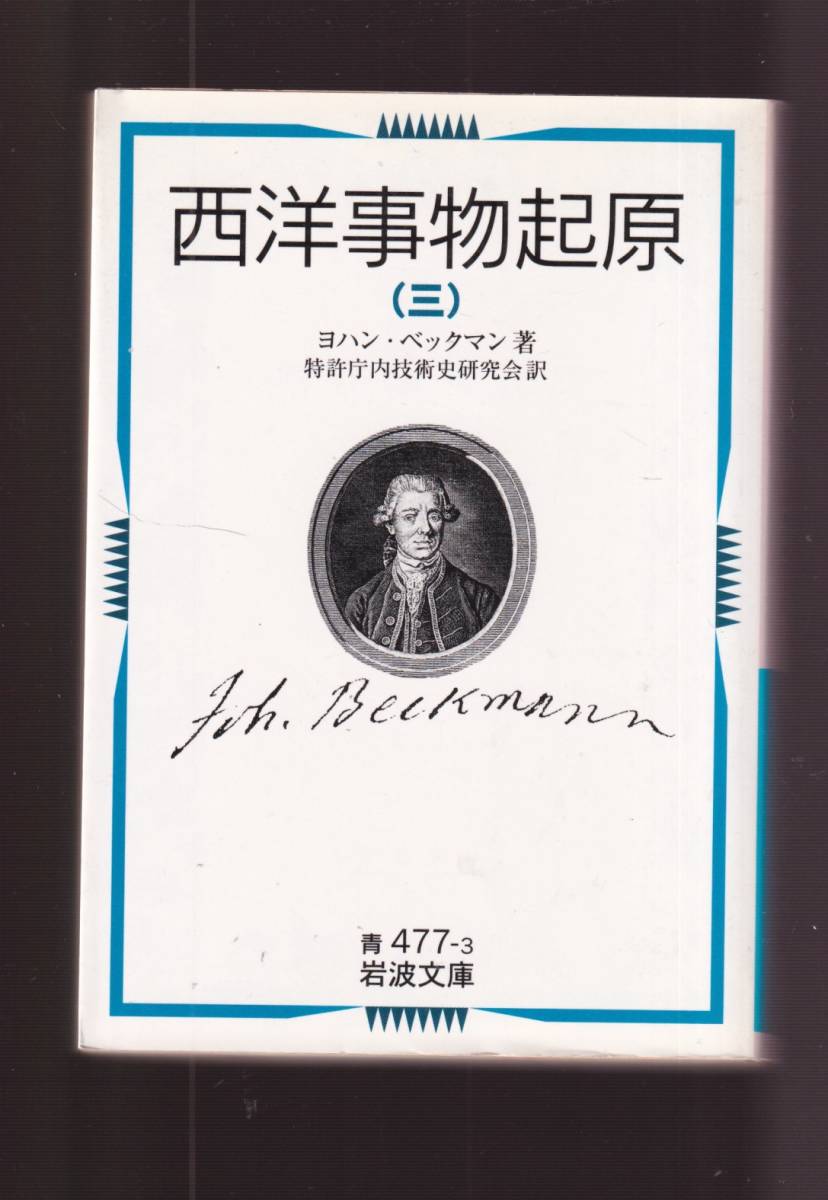 西洋事物起原
(三)
ヨハン・ベックマン 著
特許庁内技術史研究会 訳
Joh. Beckmann
青 477-3
岩波文庫